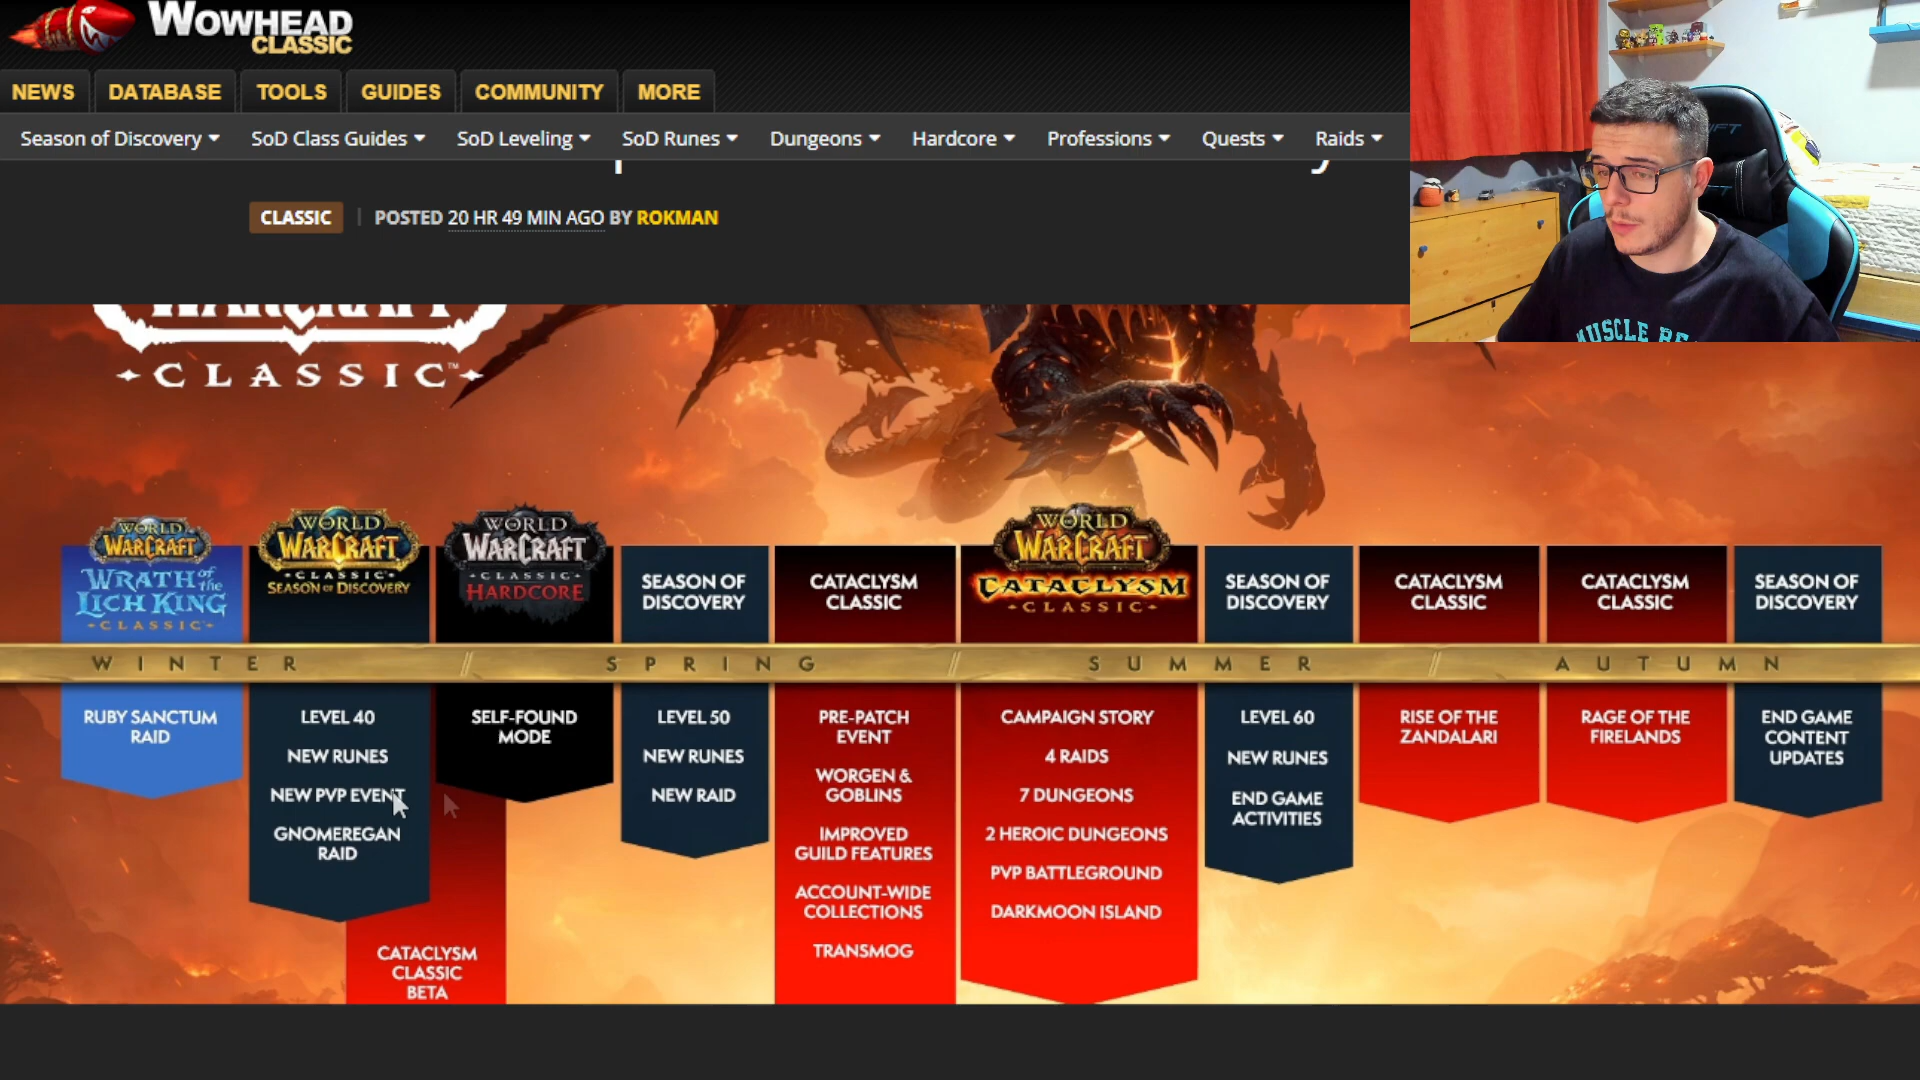 WOWHEAD
CLASSIC
NEWS DATABASE TOOLS GUIDES COMMUNITY MORE
Season of Discovery SoD Class Guides SoD Leveling SoD Runes Dungeons Hardcore Professions Quests Raids
CLASSIC | POSTED 20 HR 49 MIN AGO BY ROKMAN
WARCRAFT
CLASSIC™
WORLD
WARCRAFT
WRATH of the
LICH KING
CLASSIC
WORLD
WARCRAFT
CLASSIC
SEASON OF DISCOVERY
WORLD
WARCRAFT
CLASSIC
HARDCORE
SEASON OF
DISCOVERY
CATACLYSM
CLASSIC
WORLD
WARCRAFT
CATACLYSM
CLASSIC
SEASON OF
DISCOVERY
CATACLYSM
CLASSIC
CATACLYSM
CLASSIC
SEASON OF
DISCOVERY
WINTER // SPRING // SUMMER // AUTUMN
RUBY SANCTUM
RAID
LEVEL 40
NEW RUNES
NEW PVP EVENT
GNOMEREGAN
RAID
CATACLYSM
CLASSIC
BETA
SELF-FOUND
MODE
LEVEL 50
NEW RUNES
NEW RAID
PRE-PATCH
EVENT
WORGEN &
GOBLINS
IMPROVED
GUILD FEATURES
ACCOUNT-WIDE
COLLECTIONS
TRANSMOG
CAMPAIGN STORY
4 RAIDS
7 DUNGEONS
2 HEROIC DUNGEONS
PVP BATTLEGROUND
DARKMOON ISLAND
LEVEL 60
NEW RUNES
END GAME
ACTIVITIES
RISE OF THE
ZANDALARI
RAGE OF THE
FIRELANDS
END GAME
CONTENT
UPDATES
MUSCLE